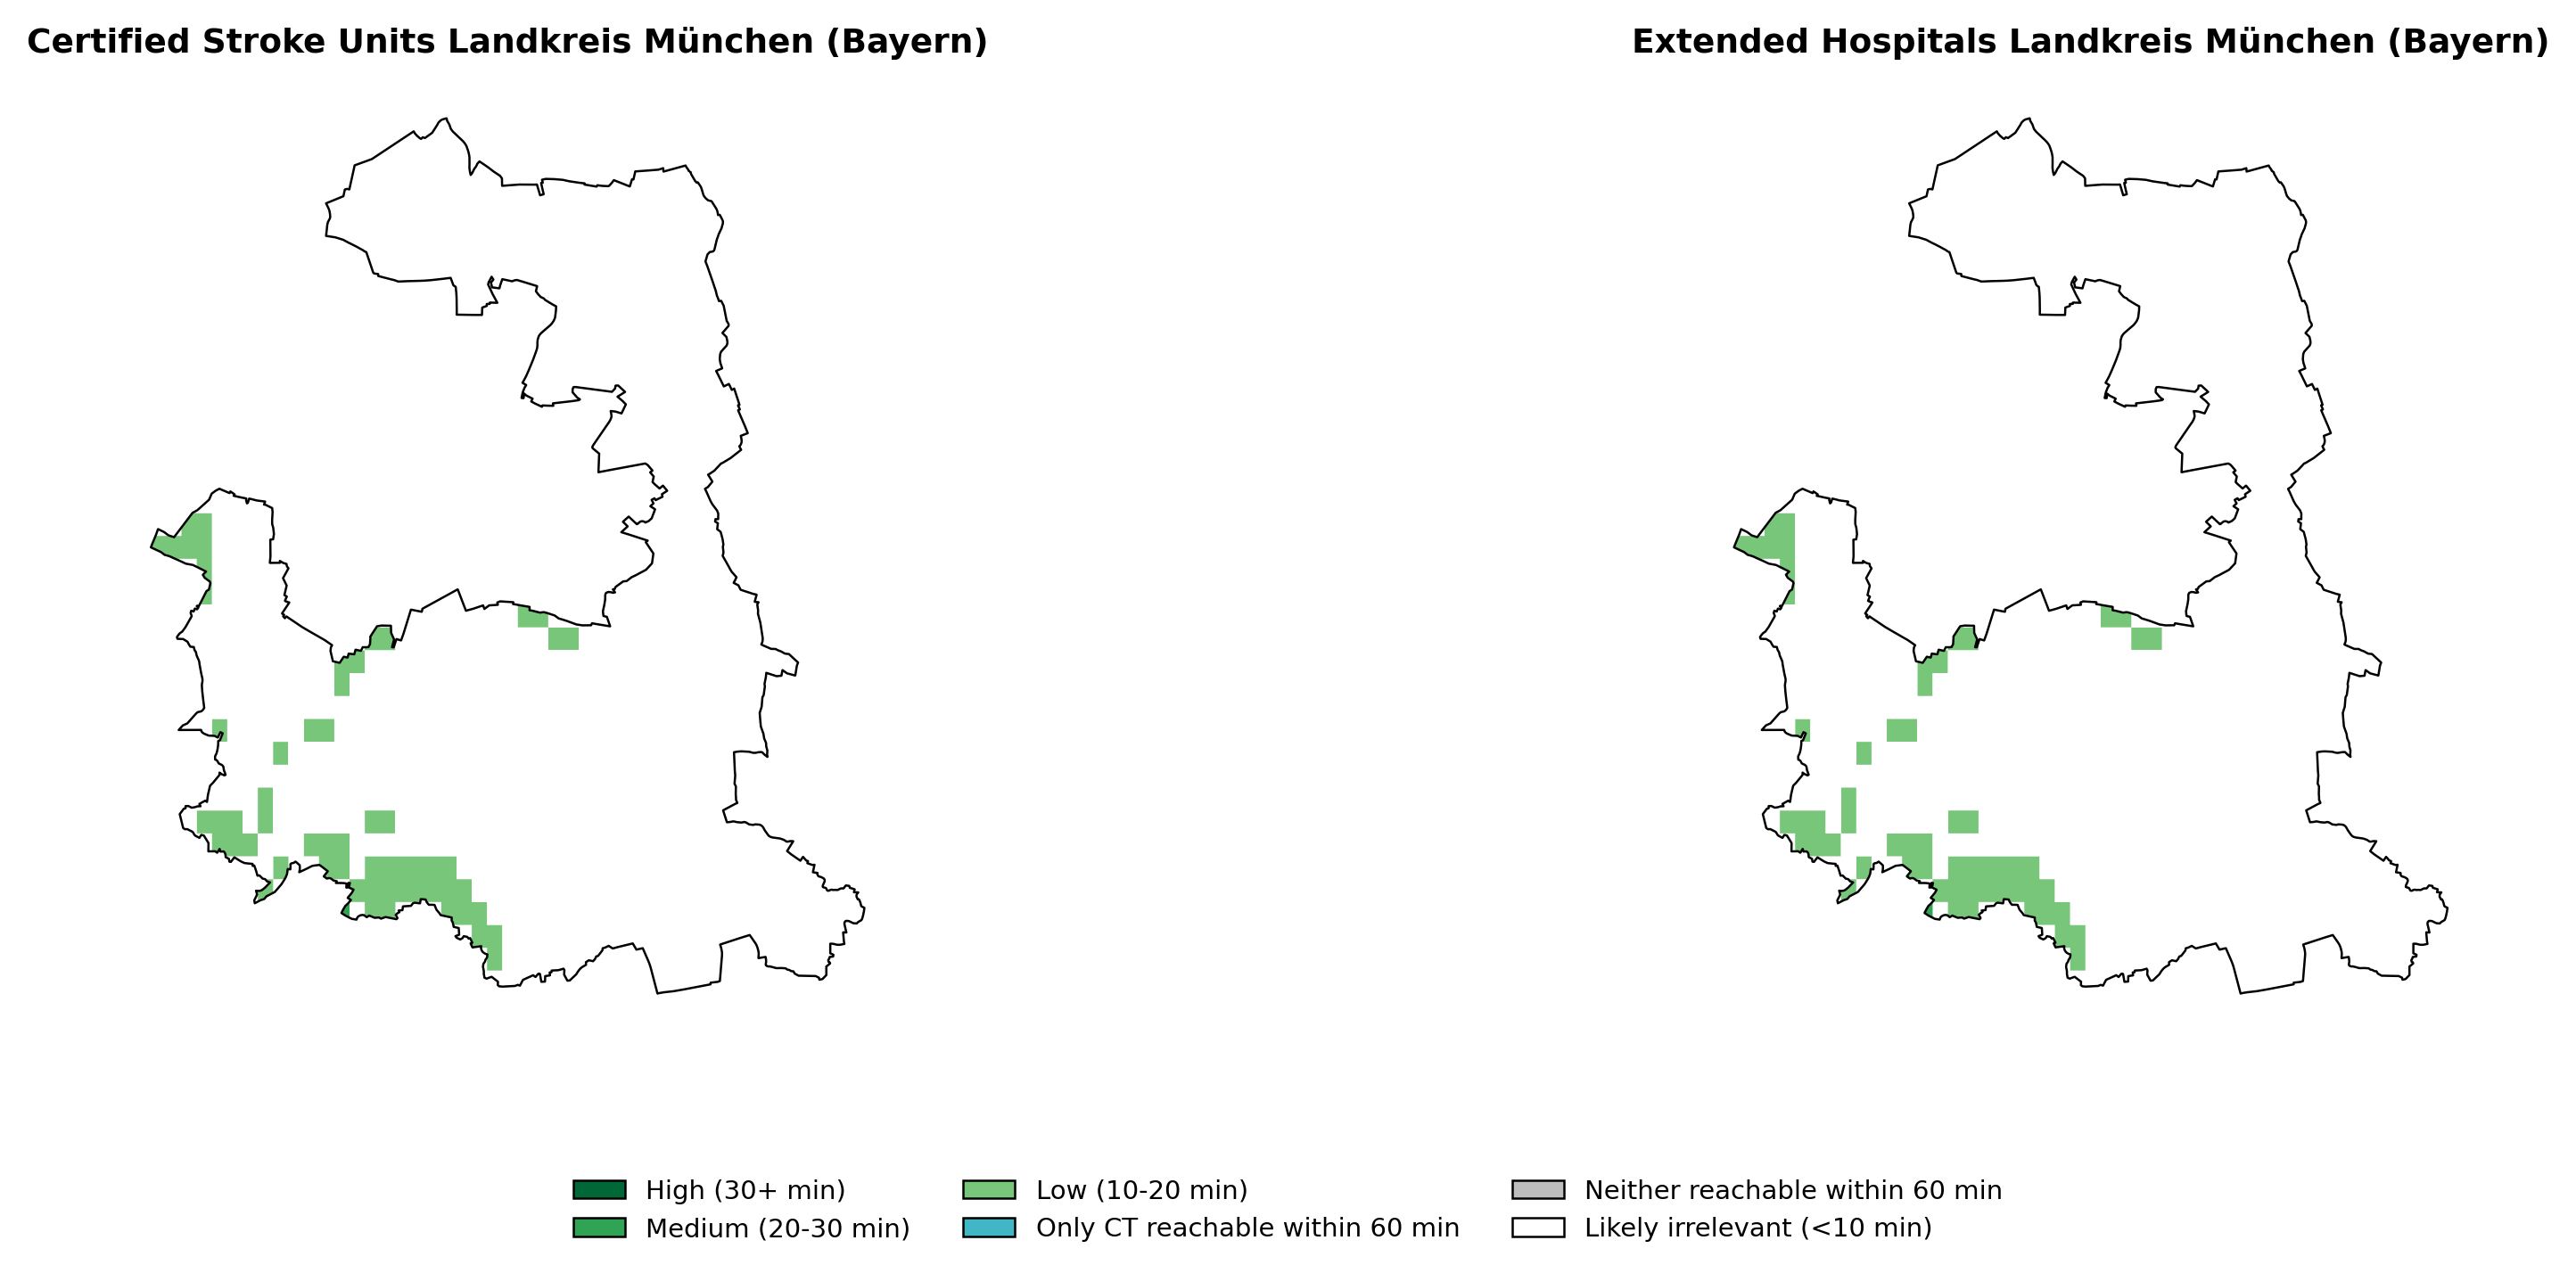 Certified Stroke Units Landkreis München (Bayern)
Extended Hospitals Landkreis München (Bayern)
High (30+ min)
Medium (20-30 min)
Low (10-20 min)
Only CT reachable within 60 min
Neither reachable within 60 min
Likely irrelevant (<10 min)